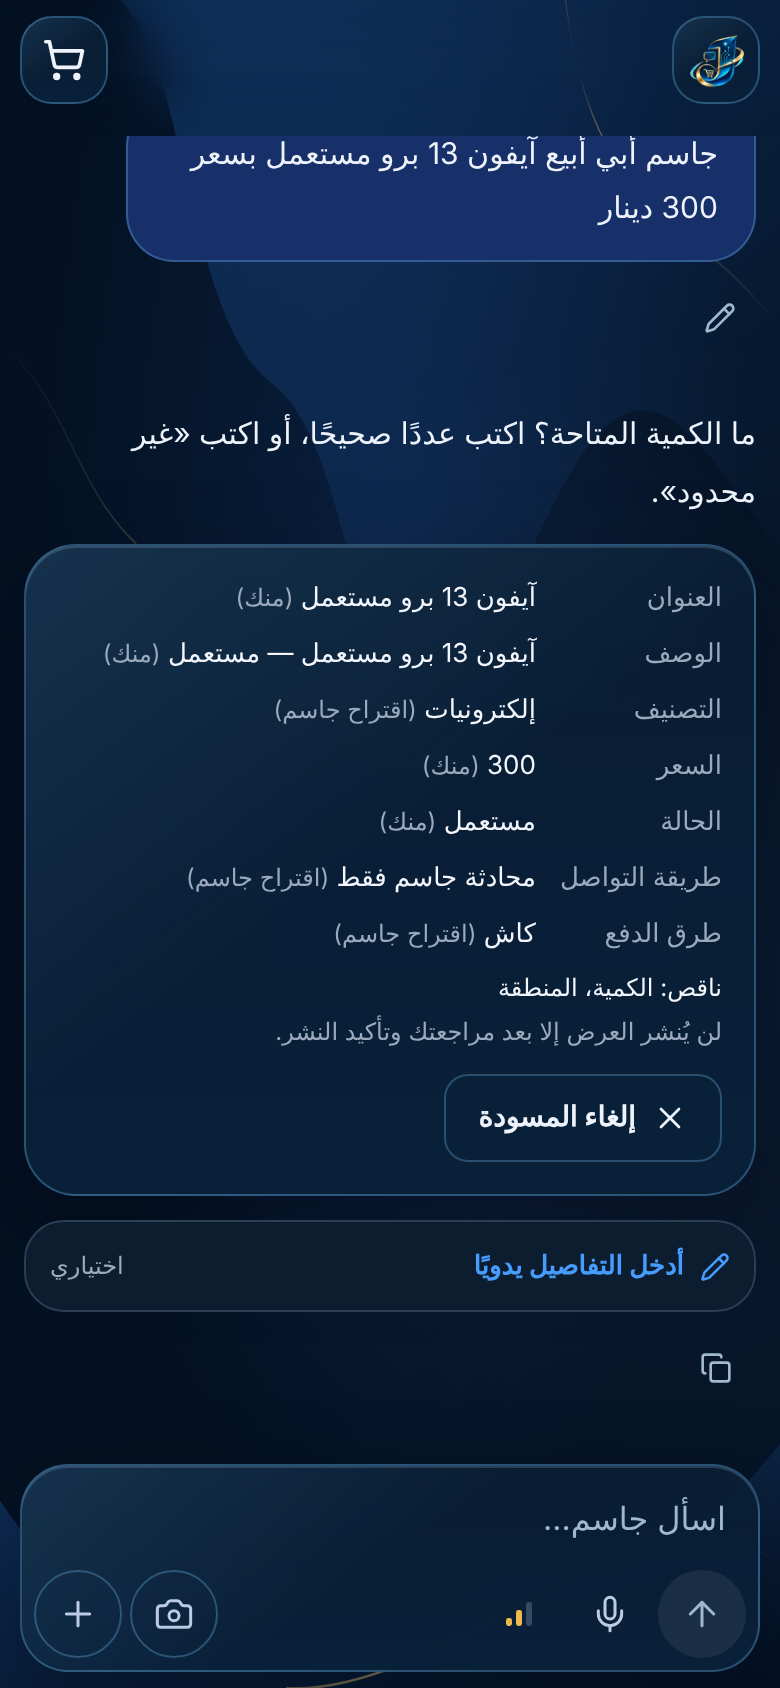 جاسم أبي أبيع آيفون 13 برو مستعمل بسعر
300 دينار
ما الكمية المتاحة؟ اكتب عددًا صحيحًا، أو اكتب «غير
محدود».
العنوان آيفون 13 برو مستعمل (منك)
الوصف آيفون 13 برو مستعمل — مستعمل (منك)
التصنيف إلكترونيات (اقتراح جاسم)
السعر 300 (منك)
الحالة مستعمل (منك)
طريقة التواصل محادثة جاسم فقط (اقتراح جاسم)
طرق الدفع كاش (اقتراح جاسم)
ناقص: الكمية، المنطقة
لن يُنشر العرض إلا بعد مراجعتك وتأكيد النشر.
إلغاء المسودة
أدخل التفاصيل يدويًا اختياري
اسأل جاسم...